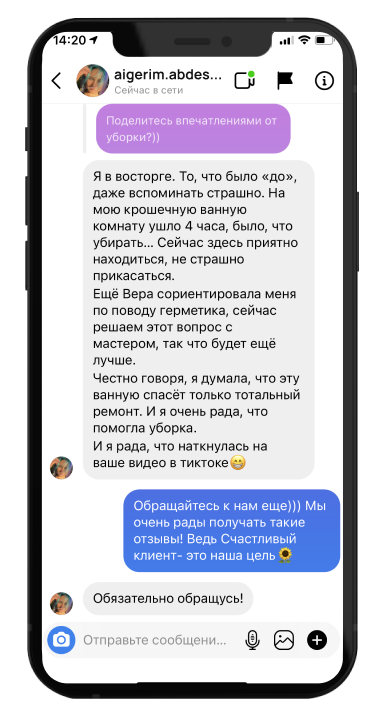 14:20
aigerim.abdes...
Сейчас в сети
Поделитесь впечатлениями от
уборки?))
Я в восторге. То, что было «до»,
даже вспоминать страшно. На
мою крошечную ванную
комнату ушло 4 часа, было, что
убирать... Сейчас здесь приятно
находиться, не страшно
прикасаться.
Ещё Вера сориентировала меня
по поводу герметика, сейчас
решаем этот вопрос с
мастером, так что будет ещё
лучше.
Честно говоря, я думала, что эту
ванную спасёт только тотальный
ремонт. И я очень рада, что
помогла уборка.
И я рада, что наткнулась на
ваше видео в тиктоке😁
Обращайтесь к нам еще))) Мы
очень рады получать такие
отзывы! Ведь Счастливый
клиент- это наша цель🌻
Обязательно обращусь!
Отправьте сообщени...